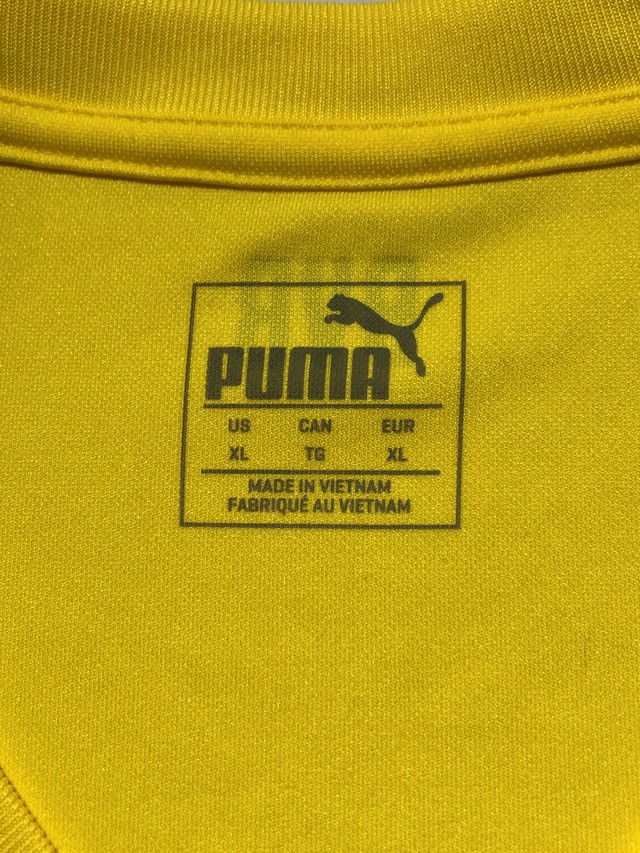 PUMA
US CAN EUR
XL TG XL
MADE IN VIETNAM
FABRIQUÉ AU VIETNAM